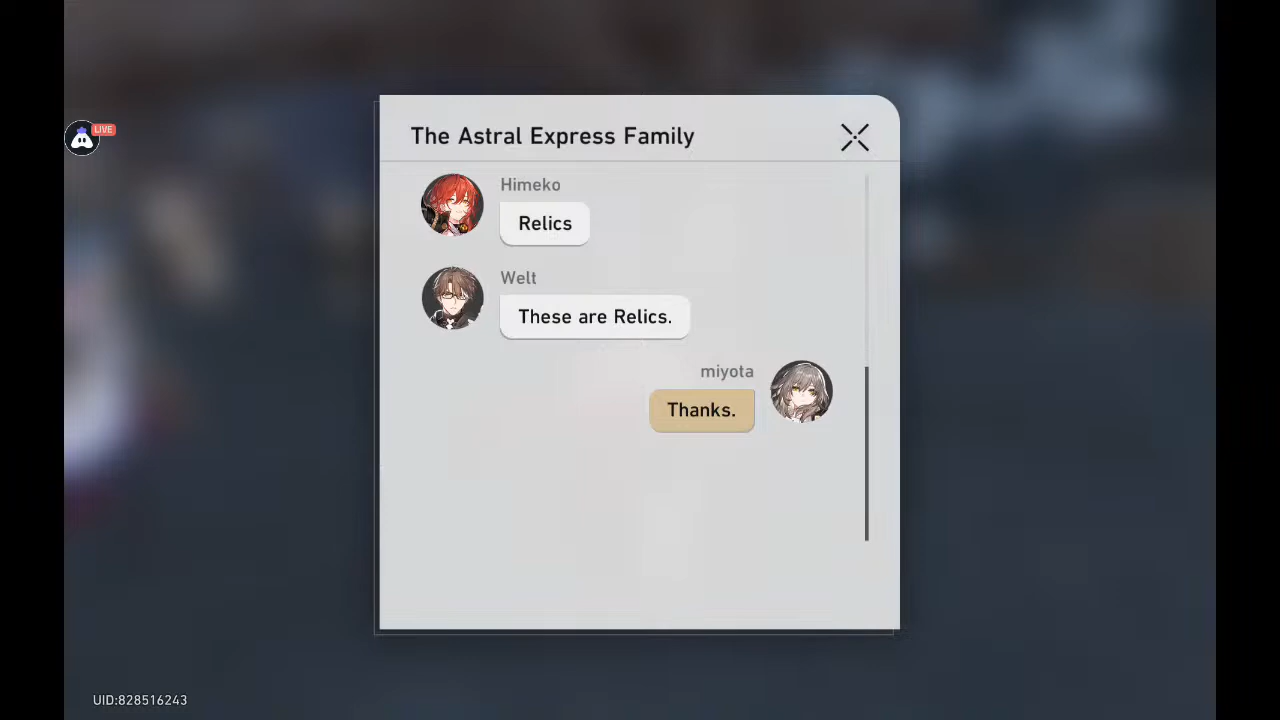 LIVE
The Astral Express Family
Himeko
Relics
Welt
These are Relics.
miyota
Thanks.
UID:828516243